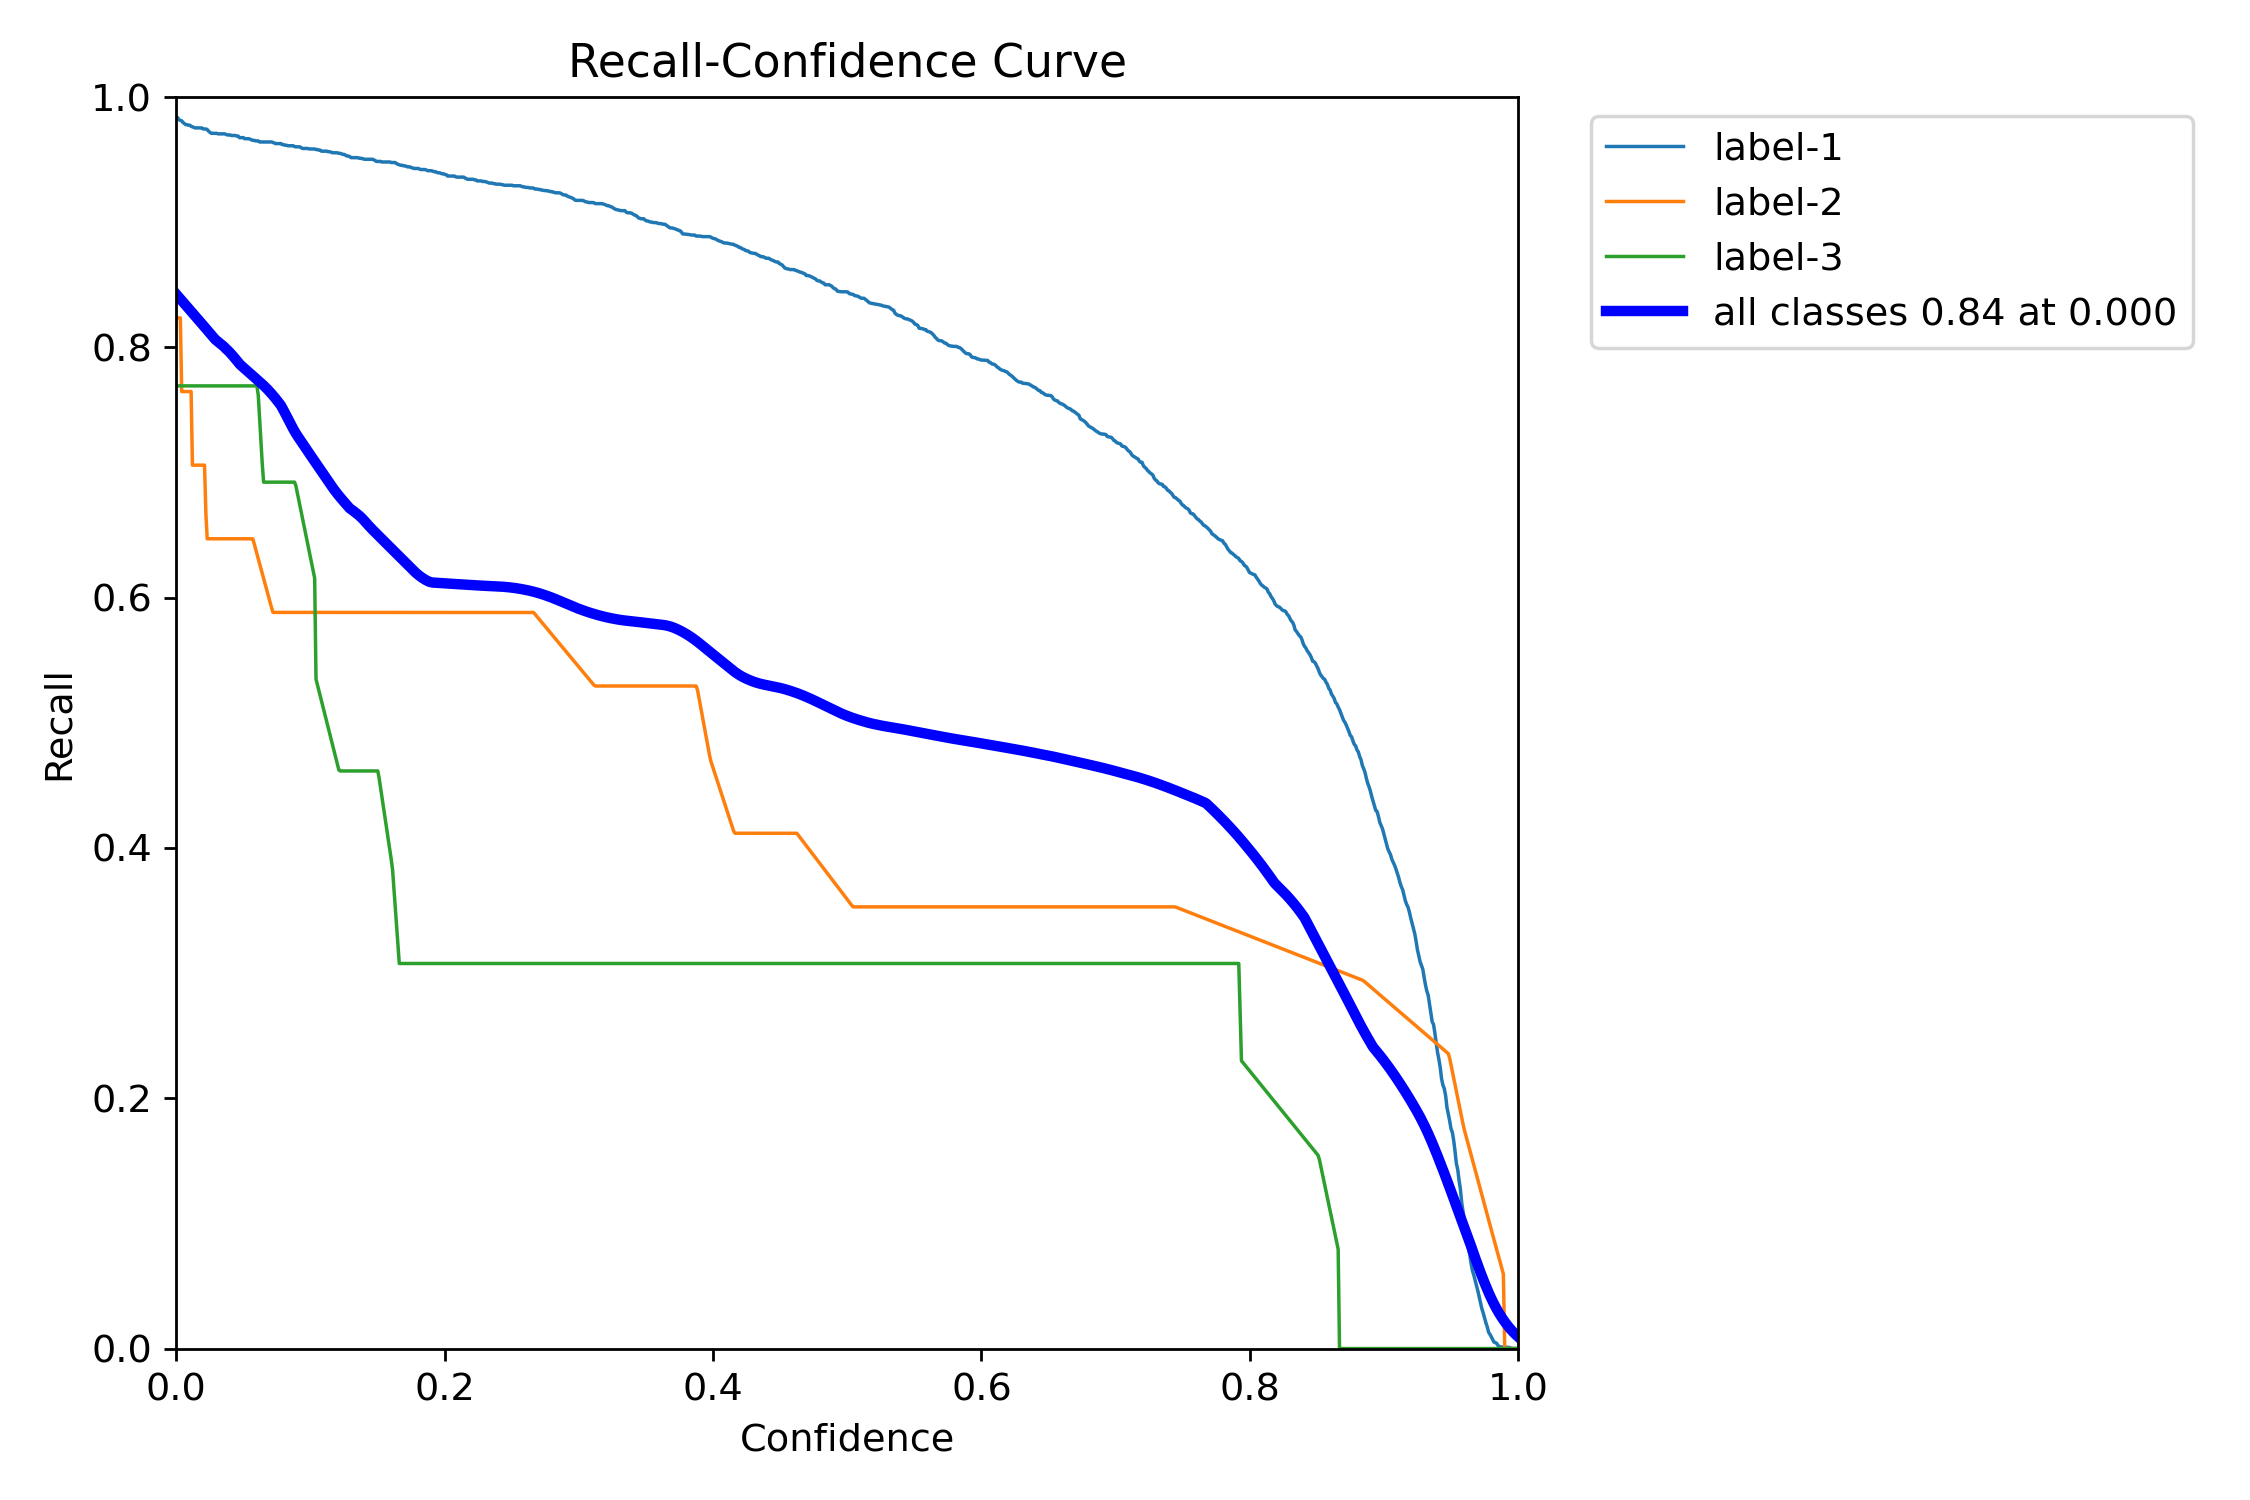 Recall-Confidence Curve
1.0
0.8
0.6
0.4
0.2
0.0
Recall
0.0 0.2 0.4 0.6 0.8 1.0
Confidence
label-1
label-2
label-3
all classes 0.84 at 0.000